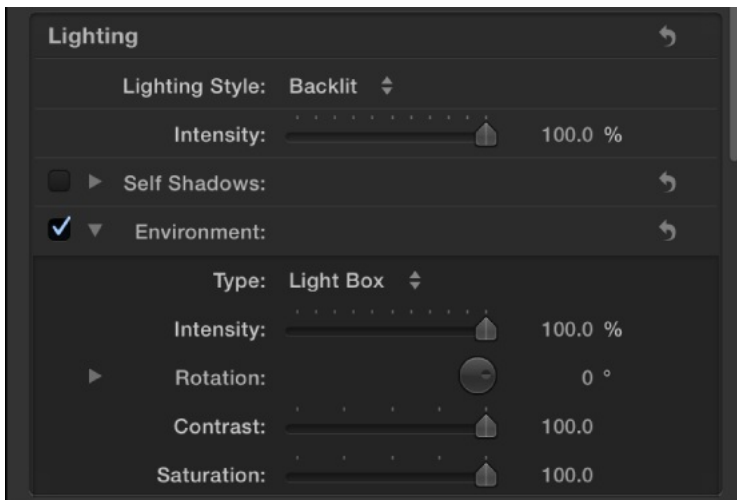 Lighting
Lighting Style: Backlit
Intensity: 100.0 %
Self Shadows:
Environment:
Type: Light Box
Intensity: 100.0 %
Rotation: 0 °
Contrast: 100.0
Saturation: 100.0